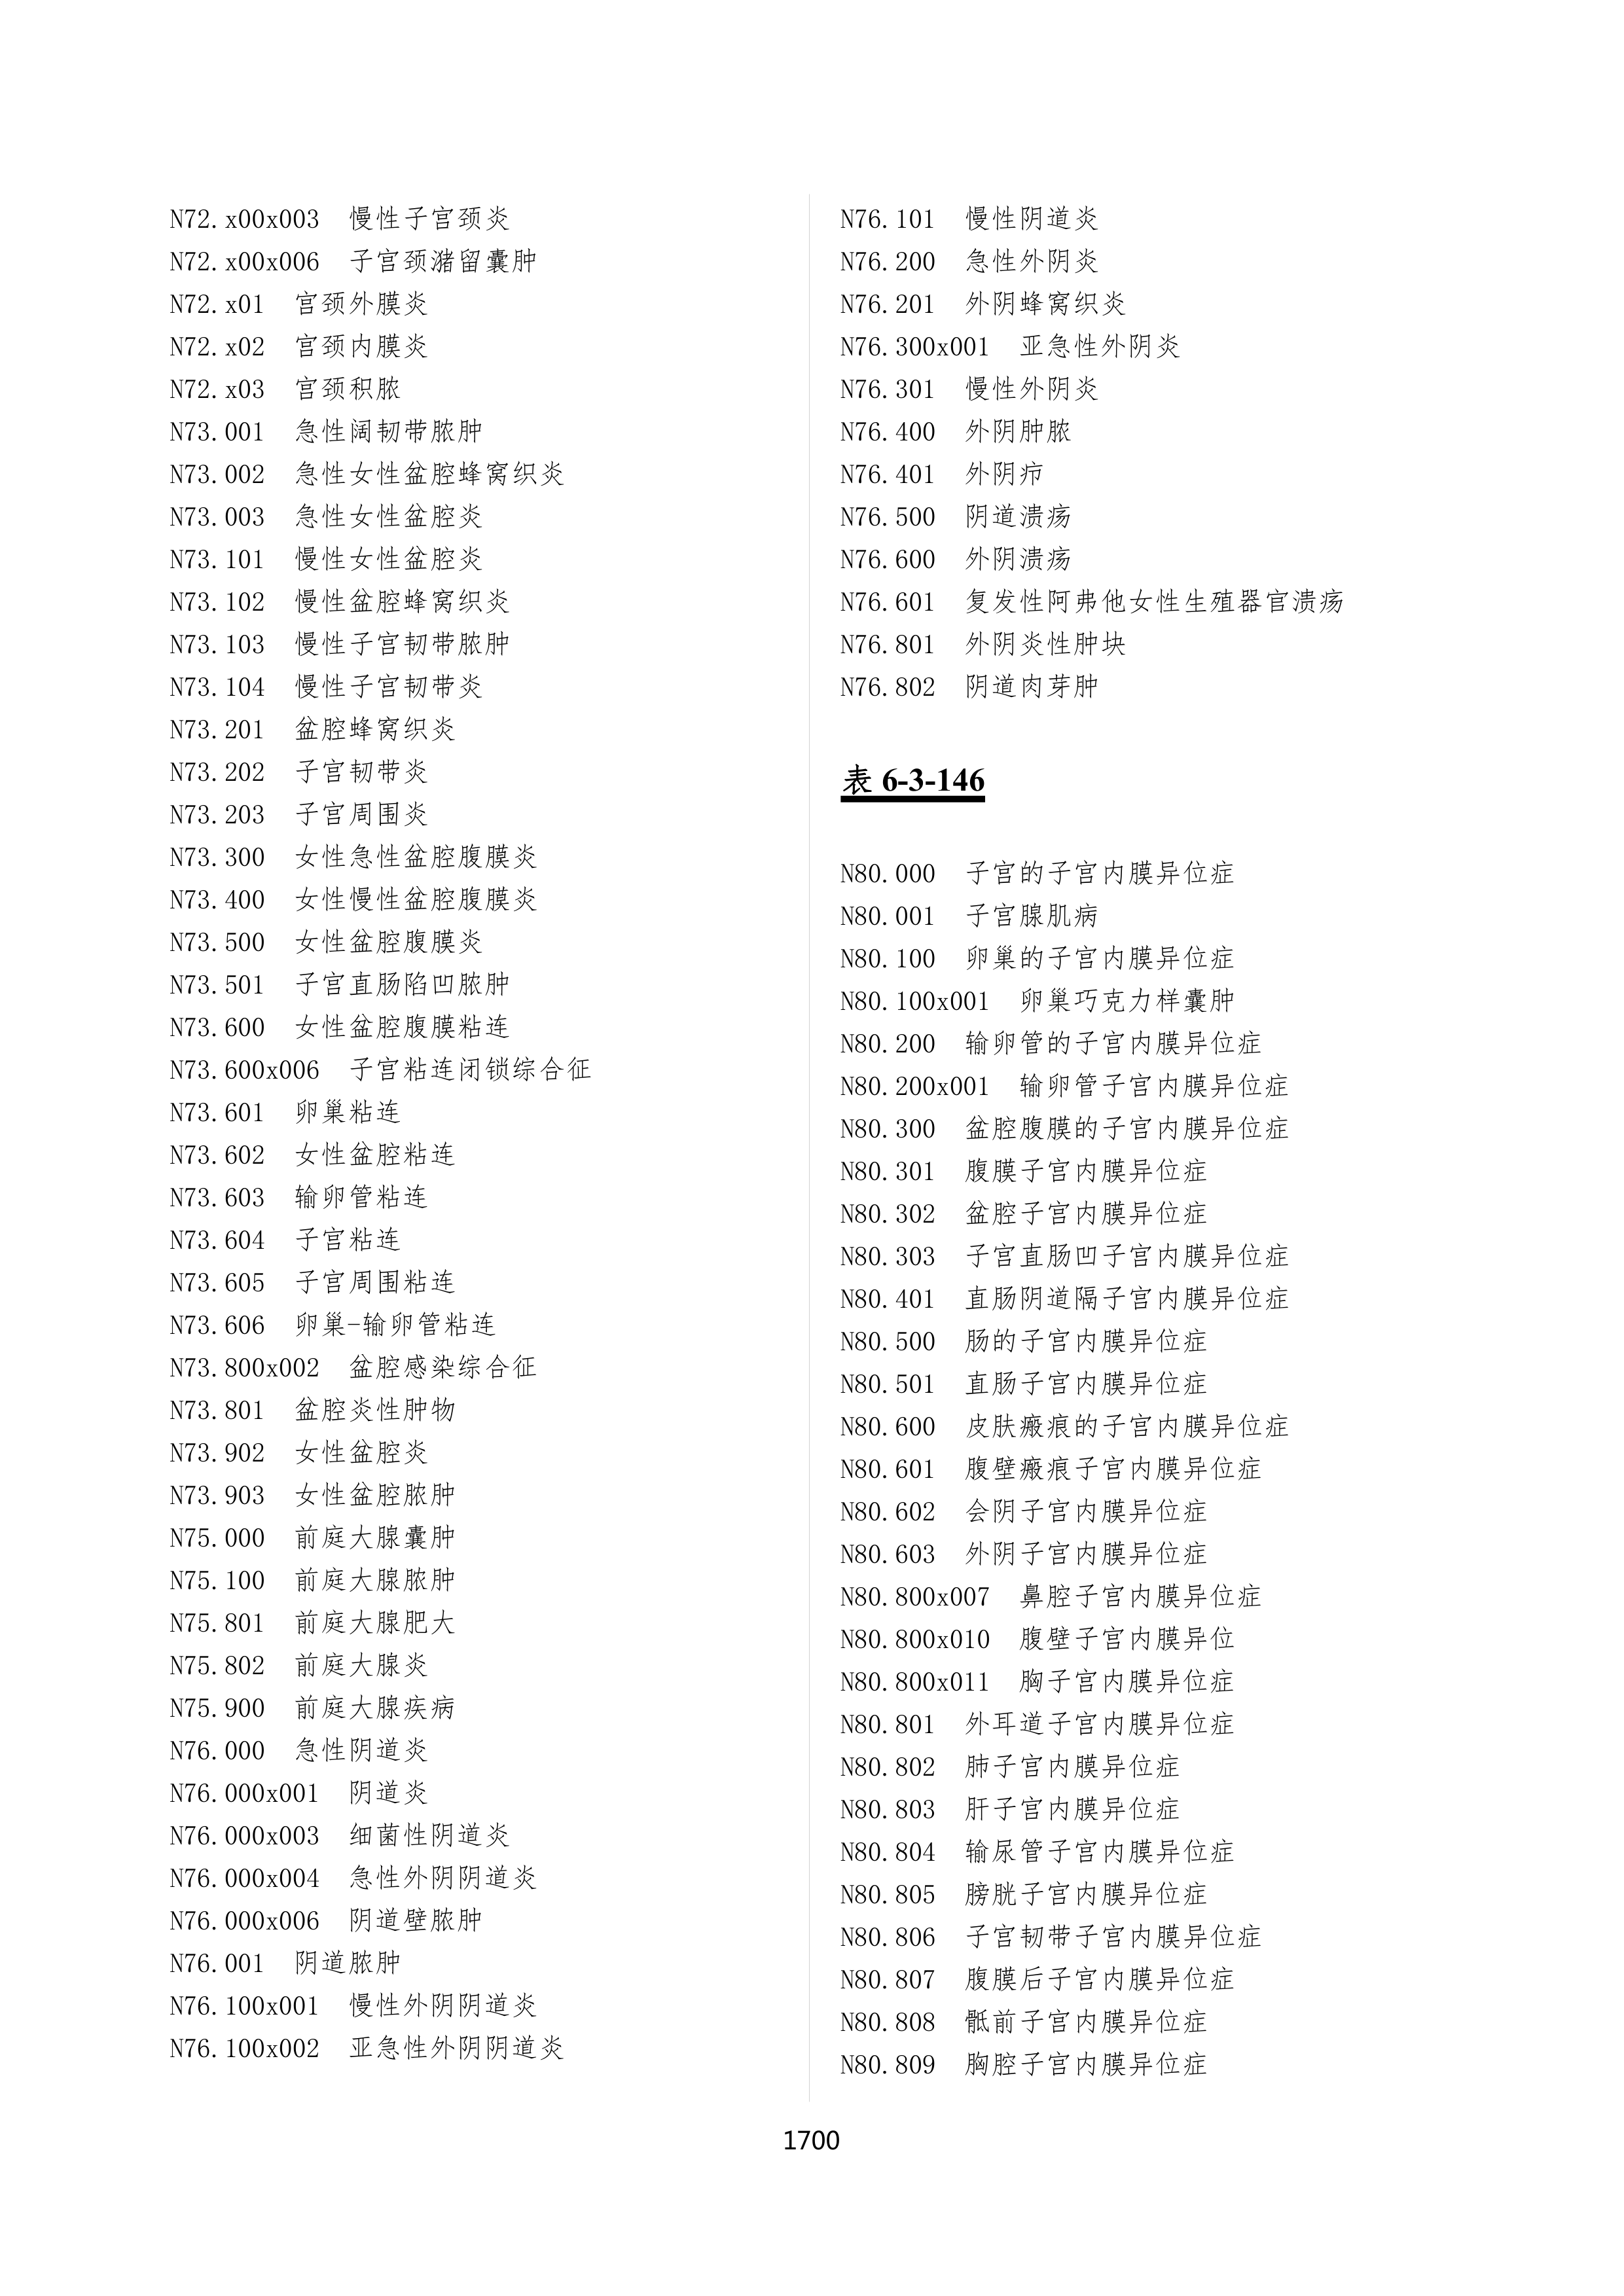 N72.x00x003 慢性子宫颈炎
N72.x00x006 子宫颈潴留囊肿
N72.x01 宫颈外膜炎
N72.x02 宫颈内膜炎
N72.x03 宫颈积脓
N73.001 急性阔韧带脓肿
N73.002 急性女性盆腔蜂窝织炎
N73.003 急性女性盆腔炎
N73.101 慢性女性盆腔炎
N73.102 慢性盆腔蜂窝织炎
N73.103 慢性子宫韧带脓肿
N73.104 慢性子宫韧带炎
N73.201 盆腔蜂窝织炎
N73.202 子宫韧带炎
N73.203 子宫周围炎
N73.300 女性急性盆腔腹膜炎
N73.400 女性慢性盆腔腹膜炎
N73.500 女性盆腔腹膜炎
N73.501 子宫直肠陷凹脓肿
N73.600 女性盆腔腹膜粘连
N73.600x006 子宫粘连闭锁综合征
N73.601 卵巢粘连
N73.602 女性盆腔粘连
N73.603 输卵管粘连
N73.604 子宫粘连
N73.605 子宫周围粘连
N73.606 卵巢-输卵管粘连
N73.800x002 盆腔感染综合征
N73.801 盆腔炎性肿物
N73.902 女性盆腔炎
N73.903 女性盆腔脓肿
N75.000 前庭大腺囊肿
N75.100 前庭大腺脓肿
N75.801 前庭大腺肥大
N75.802 前庭大腺炎
N75.900 前庭大腺疾病
N76.000 急性阴道炎
N76.000x001 阴道炎
N76.000x003 细菌性阴道炎
N76.000x004 急性外阴阴道炎
N76.000x006 阴道壁脓肿
N76.001 阴道脓肿
N76.100x001 慢性外阴阴道炎
N76.100x002 亚急性外阴阴道炎
N76.101 慢性阴道炎
N76.200 急性外阴炎
N76.201 外阴蜂窝织炎
N76.300x001 亚急性外阴炎
N76.301 慢性外阴炎
N76.400 外阴肿脓
N76.401 外阴疖
N76.500 阴道溃疡
N76.600 外阴溃疡
N76.601 复发性阿弗他女性生殖器官溃疡
N76.801 外阴炎性肿块
N76.802 阴道肉芽肿
表 6-3-146
N80.000 子宫的子宫内膜异位症
N80.001 子宫腺肌病
N80.100 卵巢的子宫内膜异位症
N80.100x001 卵巢巧克力样囊肿
N80.200 输卵管的子宫内膜异位症
N80.200x001 输卵管子宫内膜异位症
N80.300 盆腔腹膜的子宫内膜异位症
N80.301 腹膜子宫内膜异位症
N80.302 盆腔子宫内膜异位症
N80.303 子宫直肠凹子宫内膜异位症
N80.401 直肠阴道隔子宫内膜异位症
N80.500 肠的子宫内膜异位症
N80.501 直肠子宫内膜异位症
N80.600 皮肤瘢痕的子宫内膜异位症
N80.601 腹壁瘢痕子宫内膜异位症
N80.602 会阴子宫内膜异位症
N80.603 外阴子宫内膜异位症
N80.800x007 鼻腔子宫内膜异位症
N80.800x010 腹壁子宫内膜异位
N80.800x011 胸子宫内膜异位症
N80.801 外耳道子宫内膜异位症
N80.802 肺子宫内膜异位症
N80.803 肝子宫内膜异位症
N80.804 输尿管子宫内膜异位症
N80.805 膀胱子宫内膜异位症
N80.806 子宫韧带子宫内膜异位症
N80.807 腹膜后子宫内膜异位症
N80.808 骶前子宫内膜异位症
N80.809 胸腔子宫内膜异位症
1700